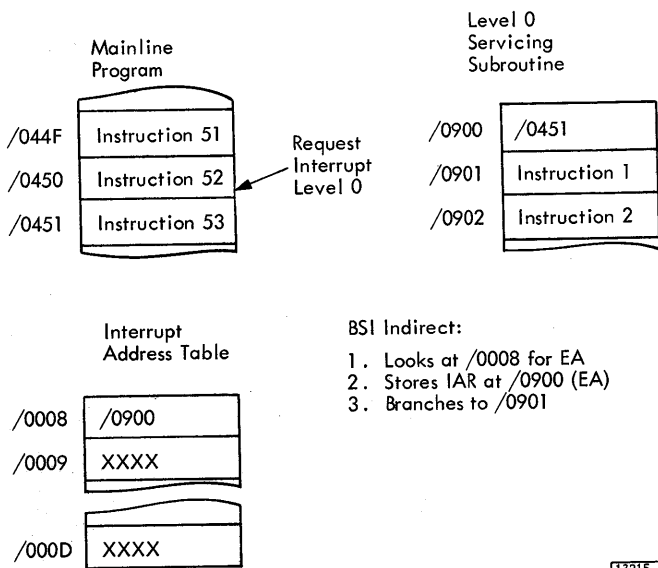 Mainline
Program
/044F Instruction 51
/0450 Instruction 52
/0451 Instruction 53
Request
Interrupt
Level 0
Level 0
Servicing
Subroutine
/0900 /0451
/0901 Instruction 1
/0902 Instruction 2
Interrupt
Address Table
/0008 /0900
/0009 XXXX
/000D XXXX
BSI Indirect:
1. Looks at /0008 for EA
2. Stores IAR at /0900 (EA)
3. Branches to /0901